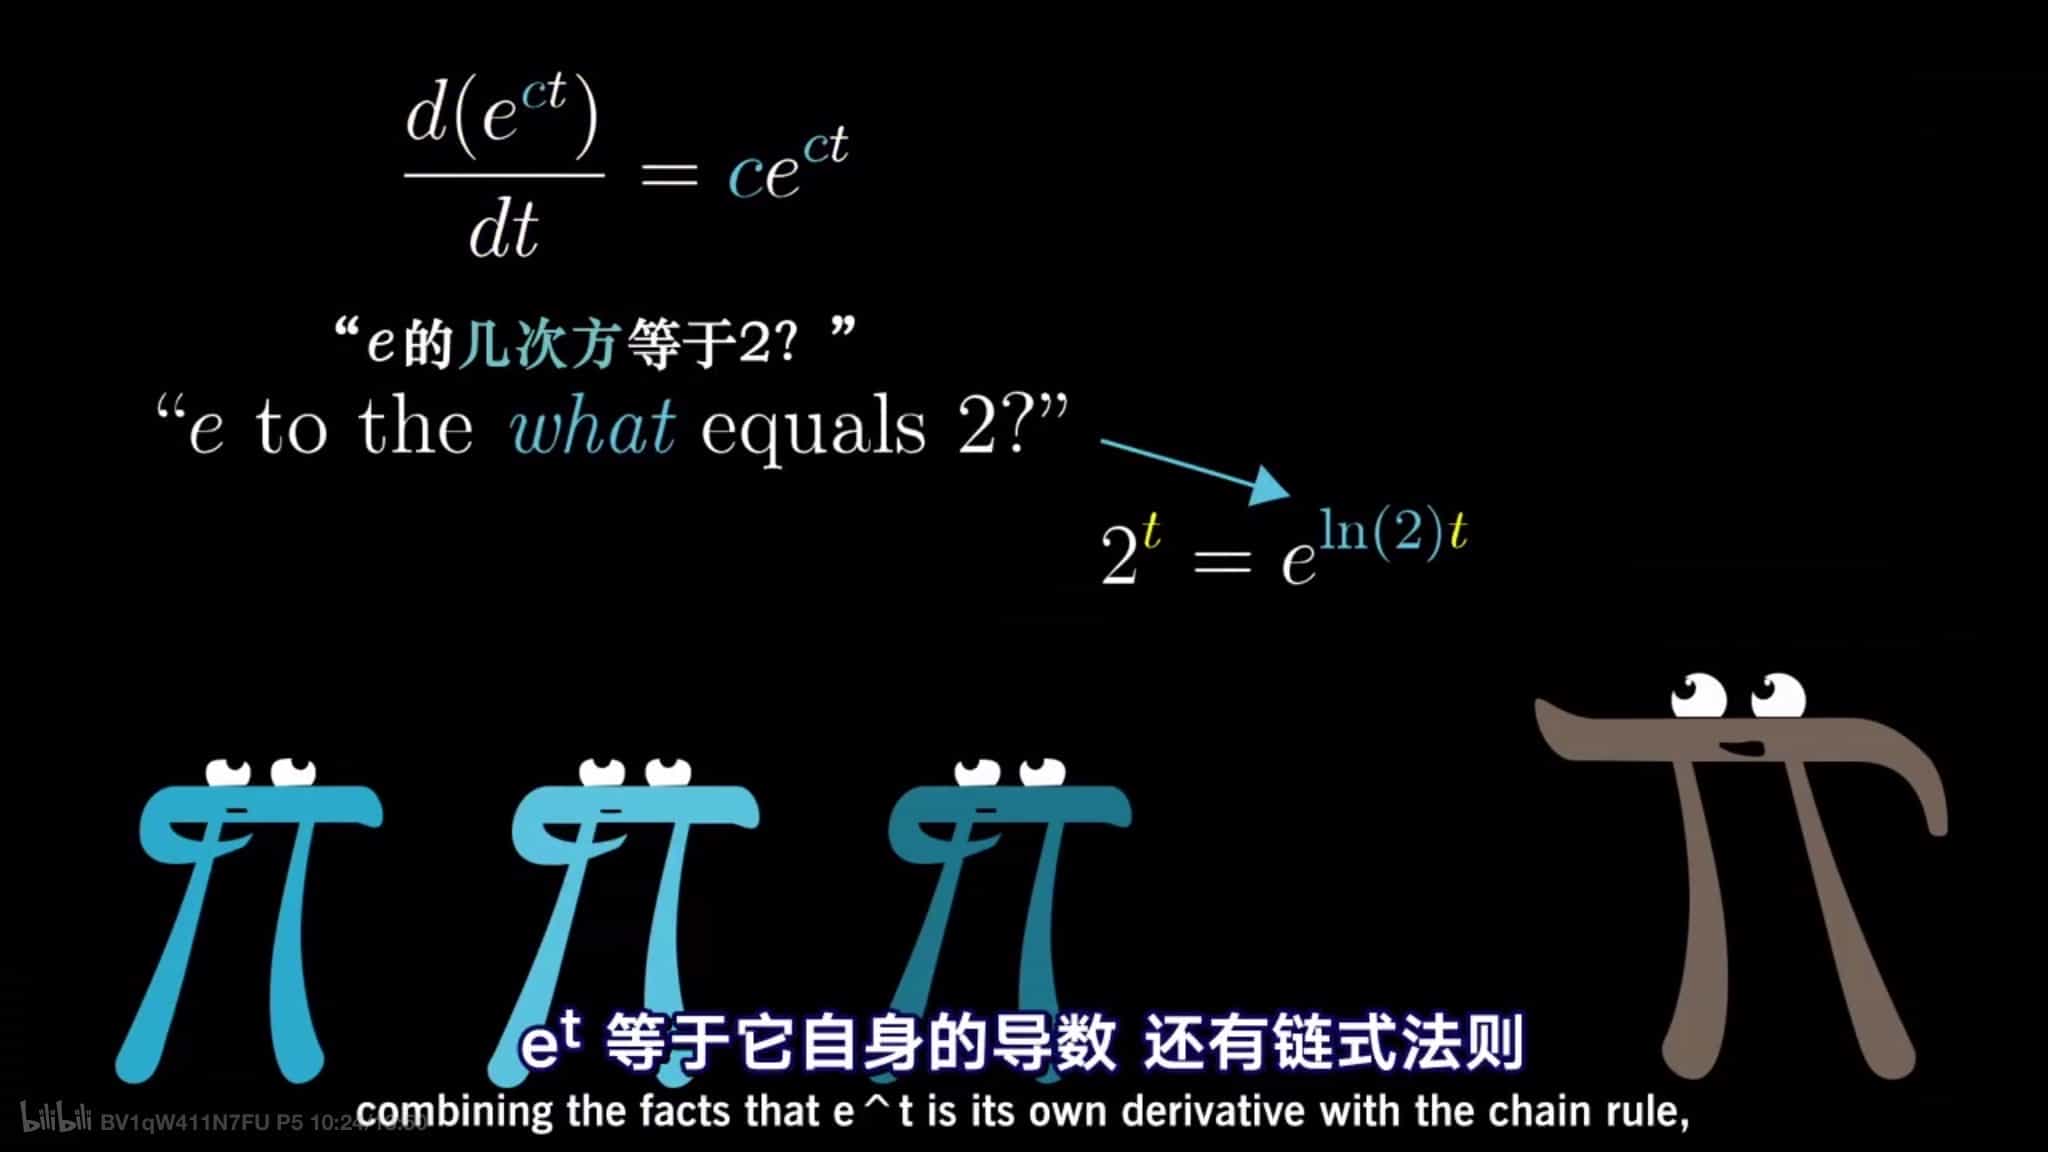 d(e^{ct})
dt
= ce^{ct}
“e的几次方等于2？”
“e to the what equals 2?”
2^t = e^{ln(2)t}
e^t 等于它自身的导数 还有链式法则
combining the facts that e^t is its own derivative with the chain rule,
bilibili BV1qW411N7FU P5 10:24/